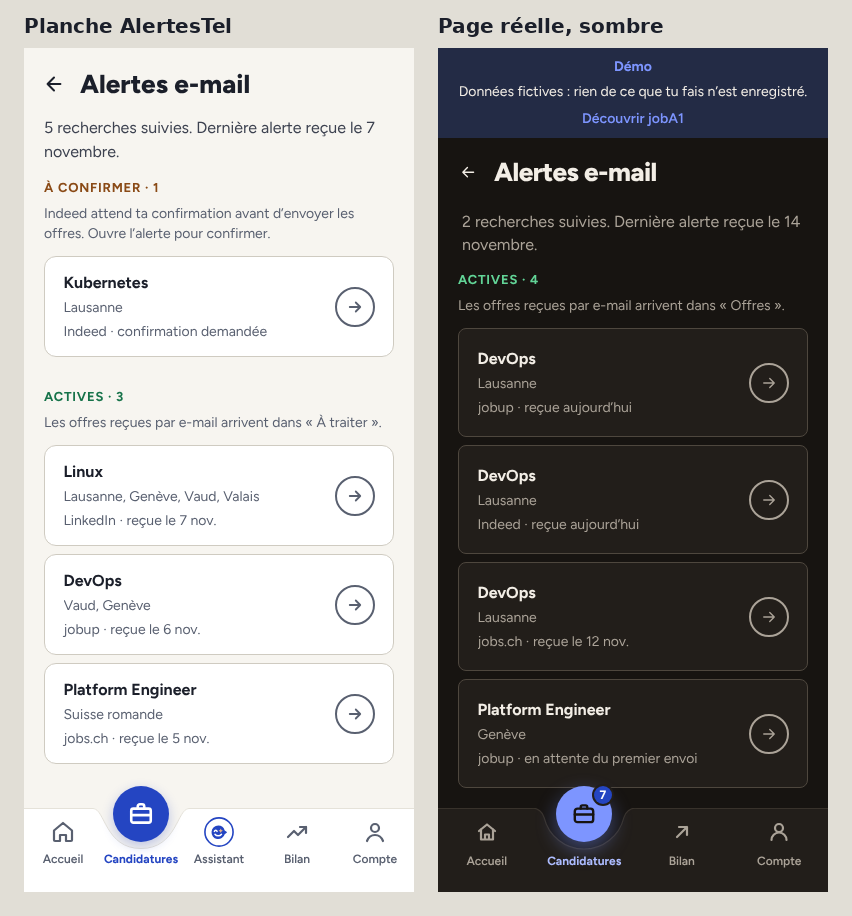 Planche AlertesTel
Alertes e-mail
5 recherches suivies. Dernière alerte reçue le 7
novembre.
À CONFIRMER · 1
Indeed attend ta confirmation avant d’envoyer les
offres. Ouvre l’alerte pour confirmer.
Kubernetes
Lausanne
Indeed · confirmation demandée
ACTIVES · 3
Les offres reçues par e-mail arrivent dans « À traiter ».
Linux
Lausanne, Genève, Vaud, Valais
LinkedIn · reçue le 7 nov.
DevOps
Vaud, Genève
jobup · reçue le 6 nov.
Platform Engineer
Suisse romande
jobs.ch · reçue le 5 nov.
Accueil
Candidatures
Assistant
Bilan
Compte
Page réelle, sombre
Démo
Données fictives : rien de ce que tu fais n’est enregistré.
Découvrir jobA1
Alertes e-mail
2 recherches suivies. Dernière alerte reçue le 14
novembre.
ACTIVES · 4
Les offres reçues par e-mail arrivent dans « Offres ».
DevOps
Lausanne
jobup · reçue aujourd’hui
DevOps
Lausanne
Indeed · reçue aujourd’hui
DevOps
Lausanne
jobs.ch · reçue le 12 nov.
Platform Engineer
Genève
jobup · en attente du premier envoi
7
Accueil
Candidatures
Bilan
Compte